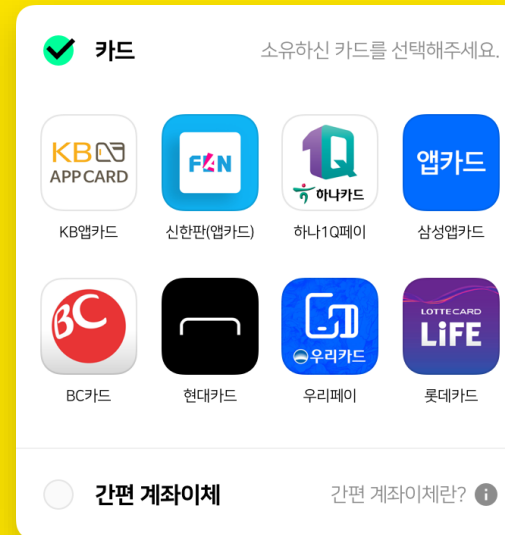 카드
소유하신 카드를 선택해주세요.
KB
APP CARD
FAN
1Q
하나카드
앱카드
KB앱카드
신한판(앱카드)
하나1Q페이
삼성앱카드
BC
우리카드
LOTTECARD
LiFE
BC카드
현대카드
우리페이
롯데카드
간편 계좌이체
간편 계좌이체란?